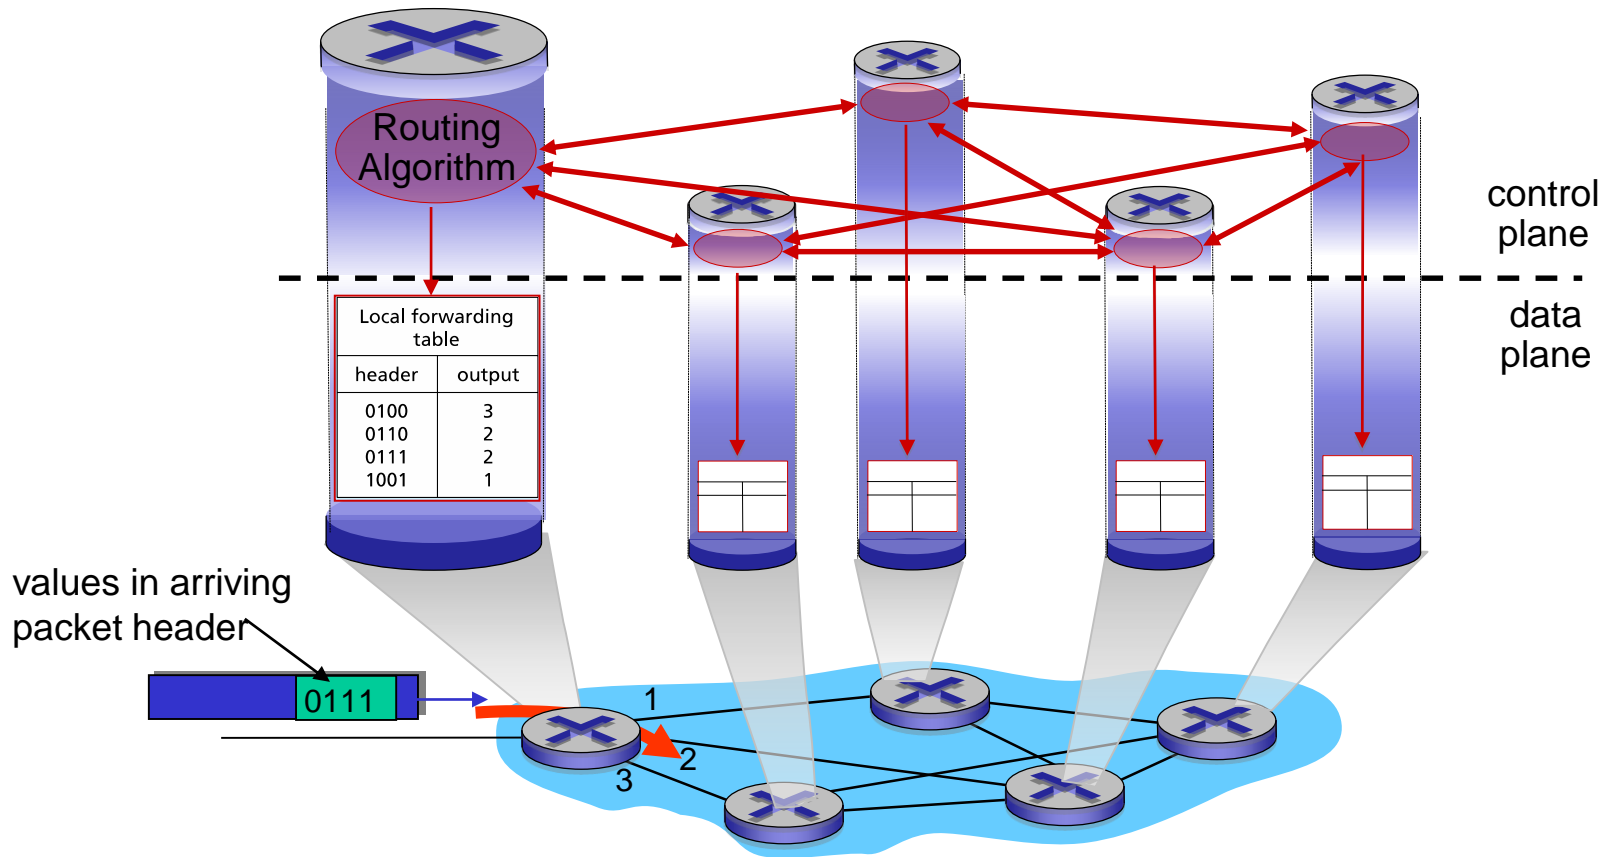 Routing
Algorithm
control
plane
data
plane
Local forwarding
table
header output
0100 3
0110 2
0111 2
1001 1
values in arriving
packet header
0111
1
2
3